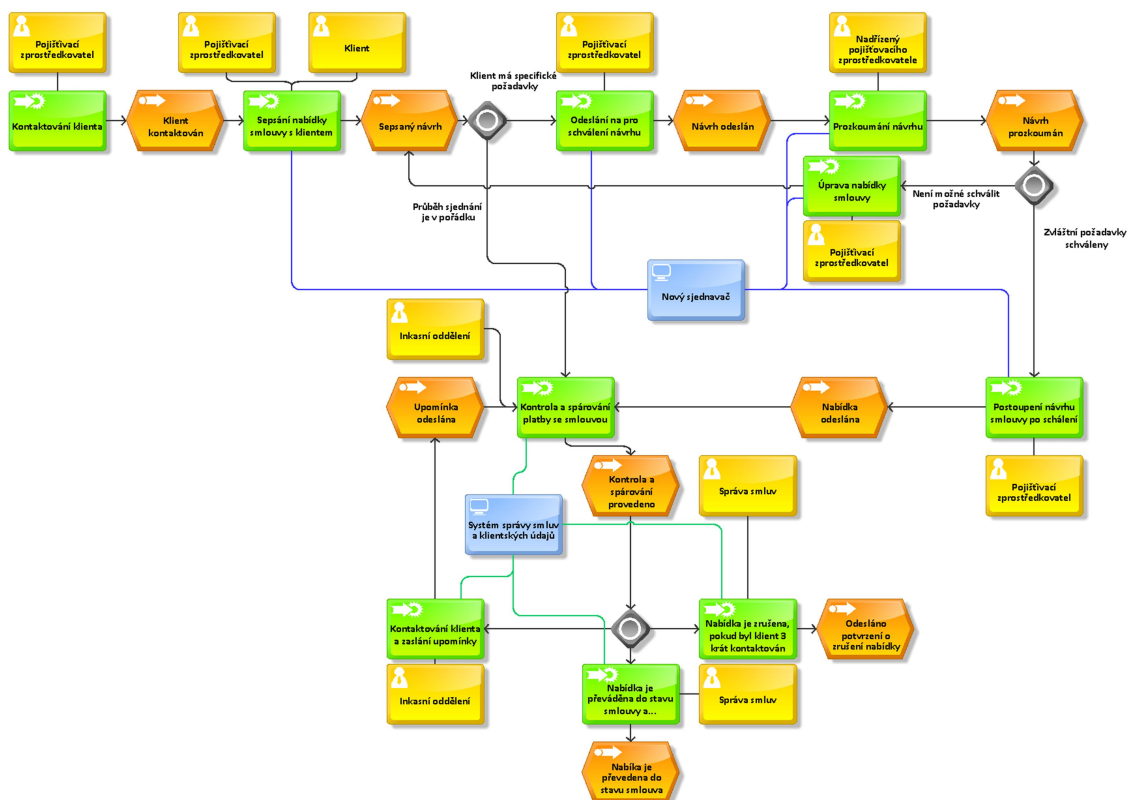 Pojišťivací
zprostředkovatel
Pojišťivací
zprostředkovatel
Klient
Pojišťivací
zprostředkovatel
Nadřízený
pojišťovacího
zprostředkovatele
Klient má specifické
požadavky
Kontaktování klienta
Klient
kontaktován
Sepsání nabídky
smlouvy s klientem
Sepsaný návrh
Odeslání na pro
schválení návrhu
Návrh odeslán
Prozkoumání návrhu
Návrh
prozkoumán
Úprava nabídky
smlouvy
Není možné schválit
požadavky
Průběh sjednání
je v pořádku
Zvláštní požadavky
schváleny
Pojišťivací
zprostředkovatel
Nový sjednavač
Inkasní oddělení
Upomínka
odeslána
Kontrola a spárování
platby se smlouvou
Nabídka
odeslána
Postoupení návrhu
smlouvy po schálení
Kontrola a
spárování
provedeno
Správa smluv
Pojišťivací
zprostředkovatel
Systém správy smluv
a klientských údajů
Kontaktování klienta
a zaslání upomínky
Nabídka je zrušena,
pokud byl klient 3
krát kontaktován
Odesláno
potvrzení o
zrušení nabídky
Inkasní oddělení
Nabídka je
převáděna do stavu
smlouvy a...
Správa smluv
Nabíka je
převedena do
stavu smlouva